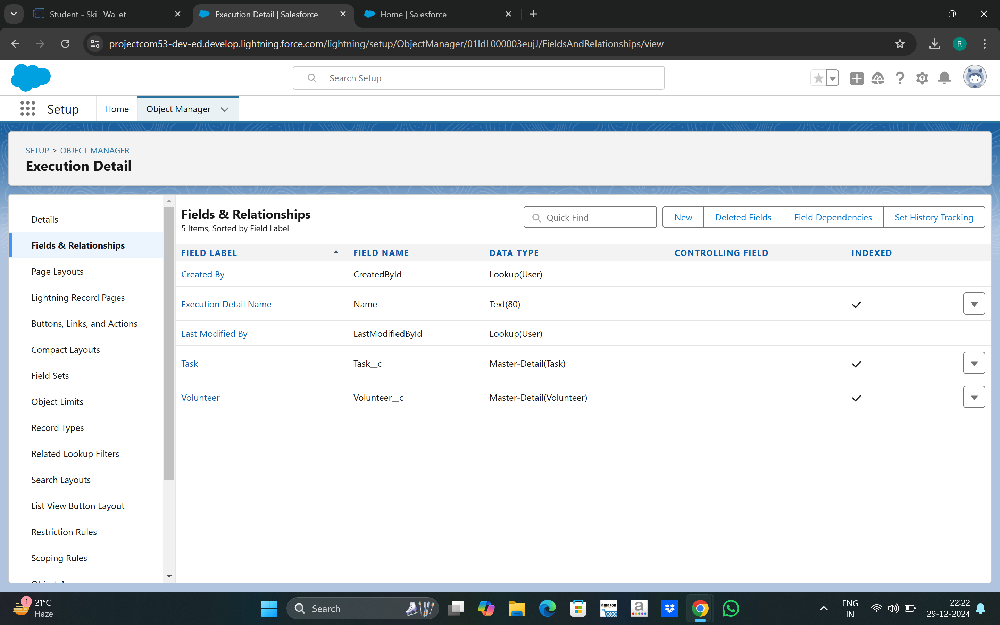 Student - Skill Wallet
Execution Detail | Salesforce
Home | Salesforce
projectcom53-dev-ed.develop.lightning.force.com/lightning/setup/ObjectManager/01IdL000003eujJ/FieldsAndRelationships/view
R
Search Setup
Setup
Home
Object Manager
SETUP > OBJECT MANAGER
Execution Detail
Details
Fields & Relationships
Page Layouts
Lightning Record Pages
Buttons, Links, and Actions
Compact Layouts
Field Sets
Object Limits
Record Types
Related Lookup Filters
Search Layouts
List View Button Layout
Restriction Rules
Scoping Rules
Fields & Relationships
5 Items, Sorted by Field Label
Quick Find
New
Deleted Fields
Field Dependencies
Set History Tracking
FIELD LABEL FIELD NAME DATA TYPE CONTROLLING FIELD INDEXED
Created By CreatedById Lookup(User)
Execution Detail Name Name Text(80)
Last Modified By LastModifiedById Lookup(User)
Task Task__c Master-Detail(Task)
Volunteer Volunteer__c Master-Detail(Volunteer)
1
21°C
Haze
Search
amazon
a
ENG
IN
22:22
29-12-2024